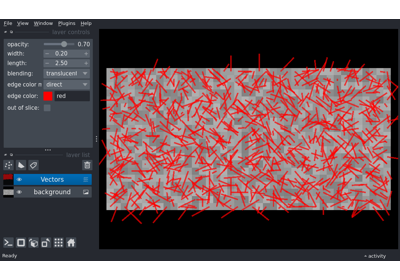 File View Window Plugins Help
layer controls
opacity: 0.70
width: 0.20
length: 2.50
blending: translucent
edge color m direct
edge color: red
out of slice:
layer list
Vectors
background
Ready
activity